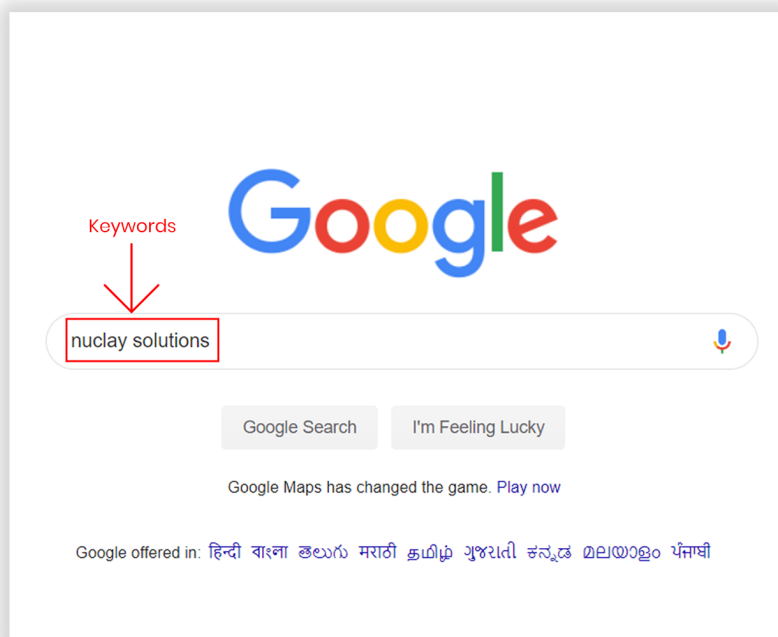 Google
Keywords
nuclay solutions
Google Search I'm Feeling Lucky
Google Maps has changed the game. Play now
Google offered in: हिन्दी বাংলা తెలుగు मराठी தமிழ் ગુજરાતી ಕನ್ನಡ മലയാളം ਪੰਜਾਬੀ